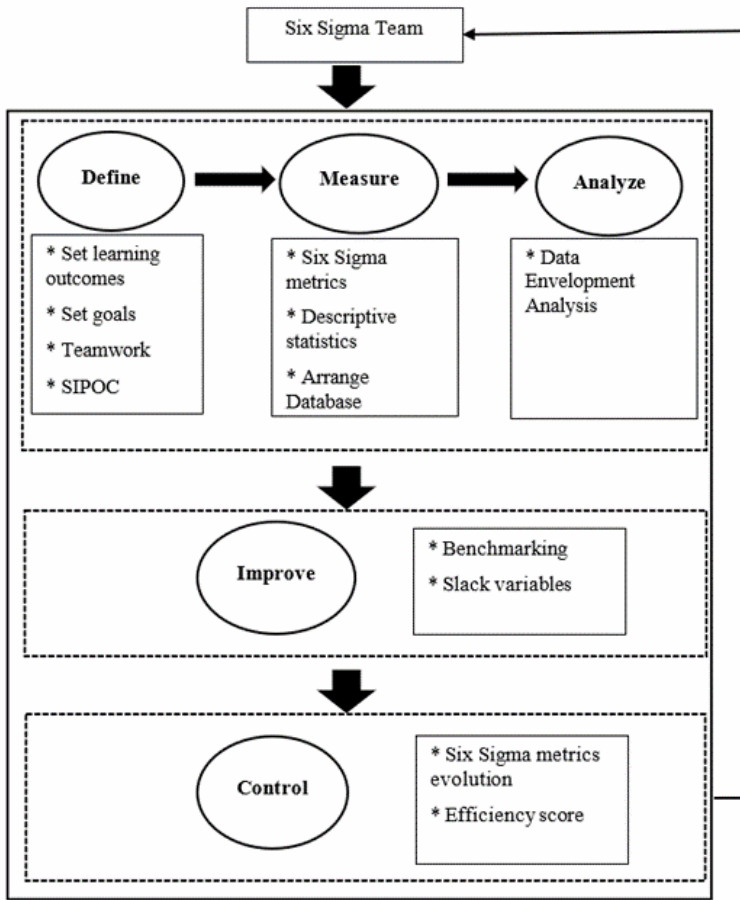 Six Sigma Team
Define
Measure
Analyze
* Set learning
outcomes
* Set goals
* Teamwork
* SIPOC
* Six Sigma
metrics
* Descriptive
statistics
* Arrange
Database
* Data
Envelopment
Analysis
Improve
* Benchmarking
* Slack variables
Control
* Six Sigma metrics
evolution
* Efficiency score